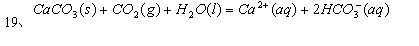 19、 CaCO₃(s) + CO₂(g) + H₂O(l) = Ca²⁺(aq) + 2HCO₃⁻(aq)